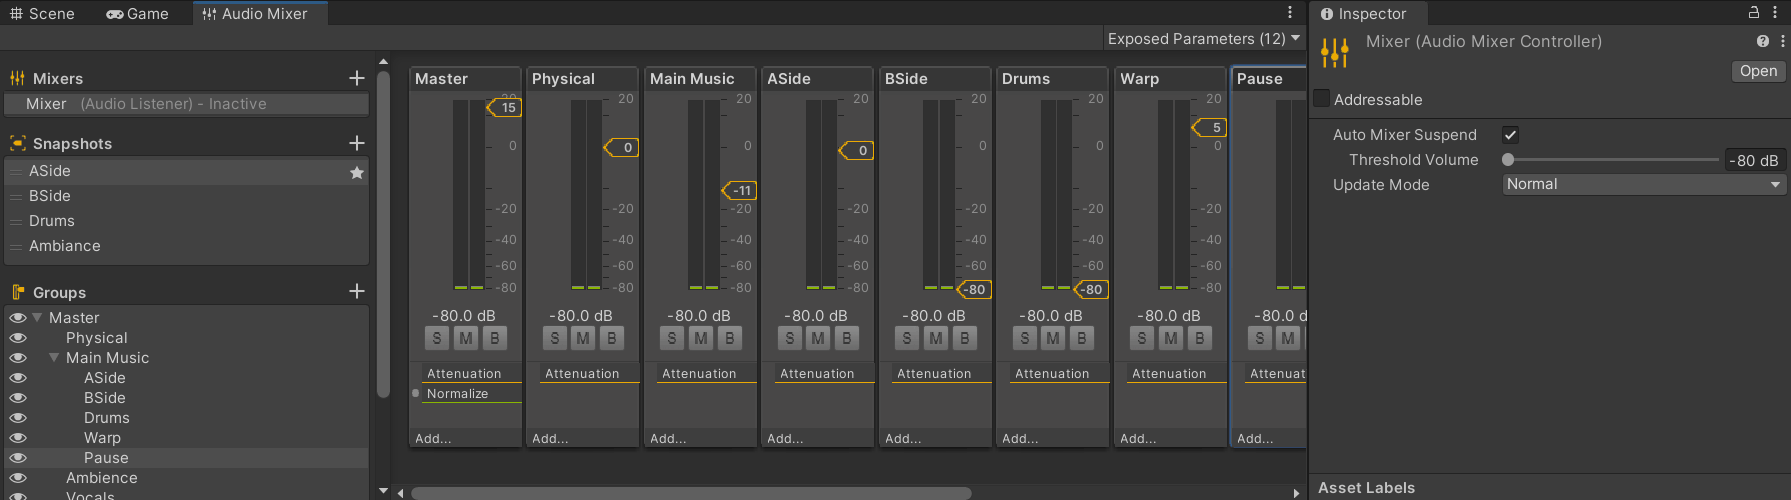 Scene Game Audio Mixer
Exposed Parameters (12)
Mixers
Mixer (Audio Listener) - Inactive
Snapshots
ASide
BSide
Drums
Ambiance
Groups
Master
Physical
Main Music
ASide
BSide
Drums
Warp
Pause
Ambience
Vocals
Master Physical Main Music ASide BSide Drums Warp Pause
20 20 20 20 20 20 20 20
15 0 -11 0 -80 -80 5
0 0 0 0 0 0 0
-20 -20 -20 -20 -20 -20 -20
-40 -40 -40 -40 -40 -40 -40
-60 -60 -60 -60 -60 -60 -60
-80 -80 -80 -80 -80
-80.0 dB -80.0 dB -80.0 dB -80.0 dB -80.0 dB -80.0 dB -80.0 dB -80.0 d
S M B S M B S M B S M B S M B S M B S M B S M
Attenuation Attenuation Attenuation Attenuation Attenuation Attenuation Attenuation Attenuat
Normalize
Add... Add... Add... Add... Add... Add... Add... Add...
Inspector
Mixer (Audio Mixer Controller)
Open
Addressable
Auto Mixer Suspend
Threshold Volume -80 dB
Update Mode Normal
Asset Labels